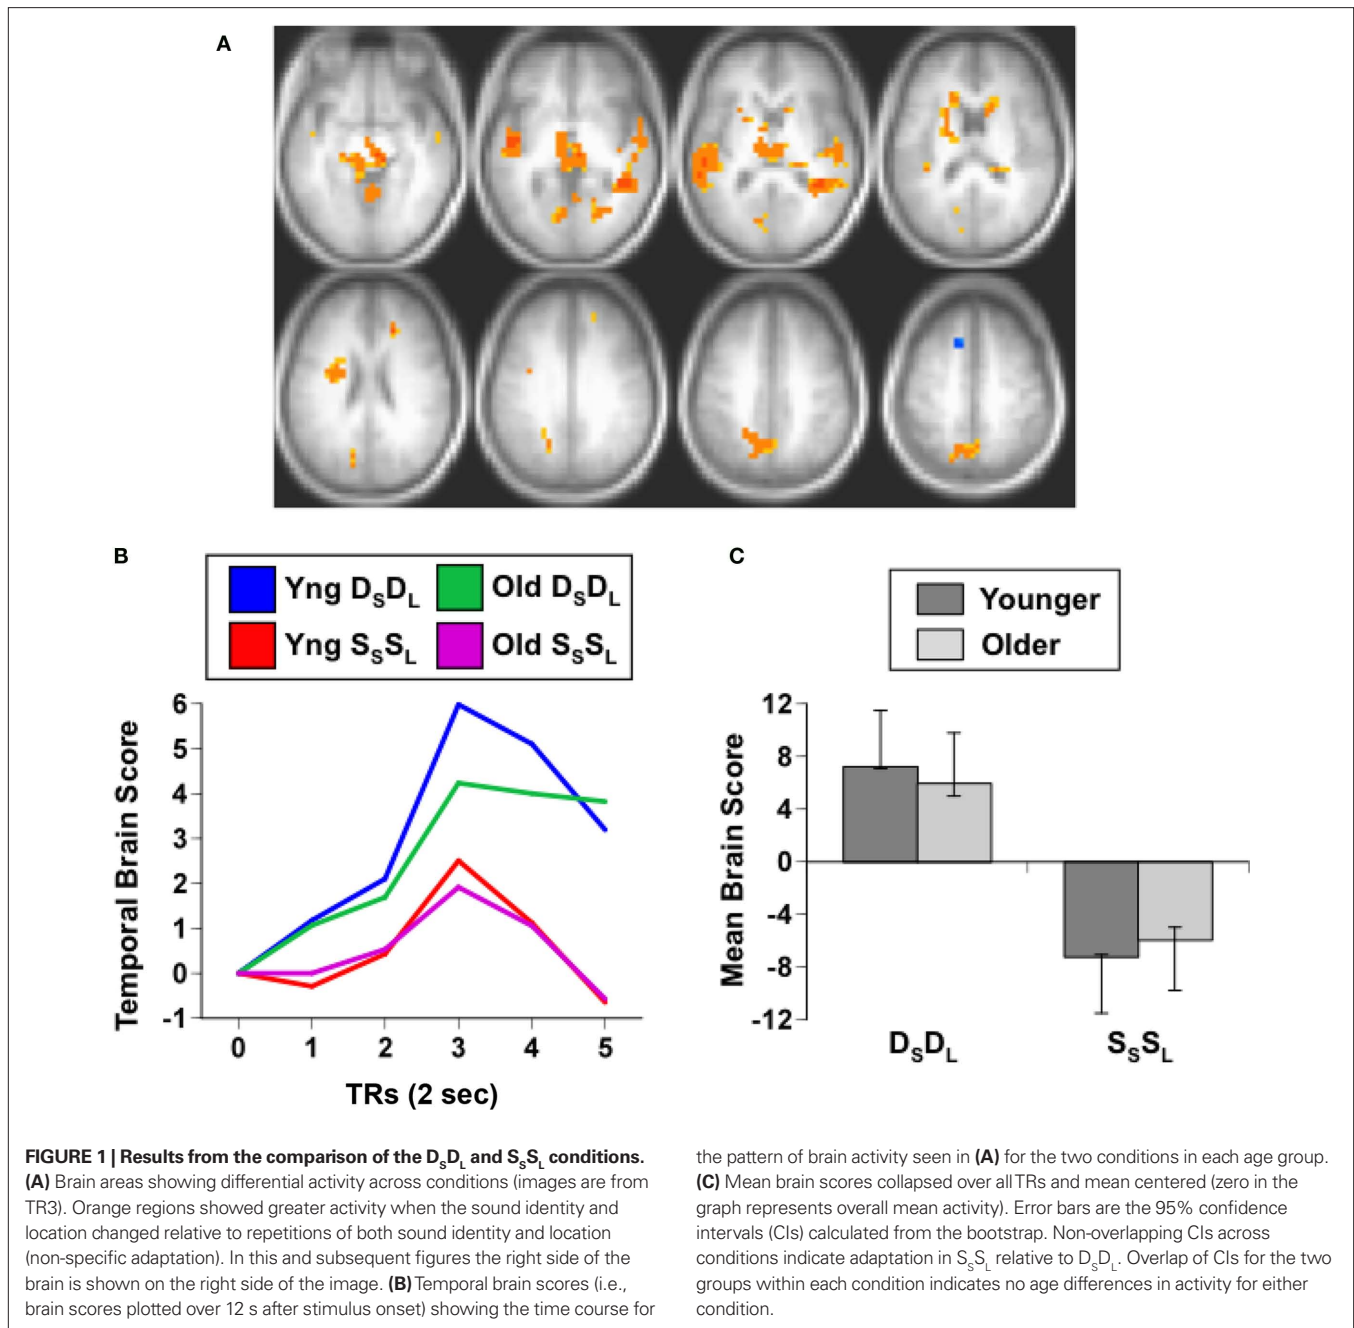 A
B
Yng DSDL
Old DSDL
Yng SSSL
Old SSSL
Temporal Brain Score
6
5
4
3
2
1
0
-1
0 1 2 3 4 5
TRs (2 sec)
C
Younger
Older
Mean Brain Score
12
8
4
0
-4
-8
-12
DSDL SSSL
FIGURE 1 | Results from the comparison of the DSDL and SSSL conditions.
(A) Brain areas showing differential activity across conditions (images are from
TR3). Orange regions showed greater activity when the sound identity and
location changed relative to repetitions of both sound identity and location
(non-specific adaptation). In this and subsequent figures the right side of the
brain is shown on the right side of the image. (B) Temporal brain scores (i.e.,
brain scores plotted over 12 s after stimulus onset) showing the time course for
the pattern of brain activity seen in (A) for the two conditions in each age group.
(C) Mean brain scores collapsed over all TRs and mean centered (zero in the
graph represents overall mean activity). Error bars are the 95% confidence
intervals (CIs) calculated from the bootstrap. Non-overlapping CIs across
conditions indicate adaptation in SSSL relative to DSDL. Overlap of CIs for the two
groups within each condition indicates no age differences in activity for either
condition.